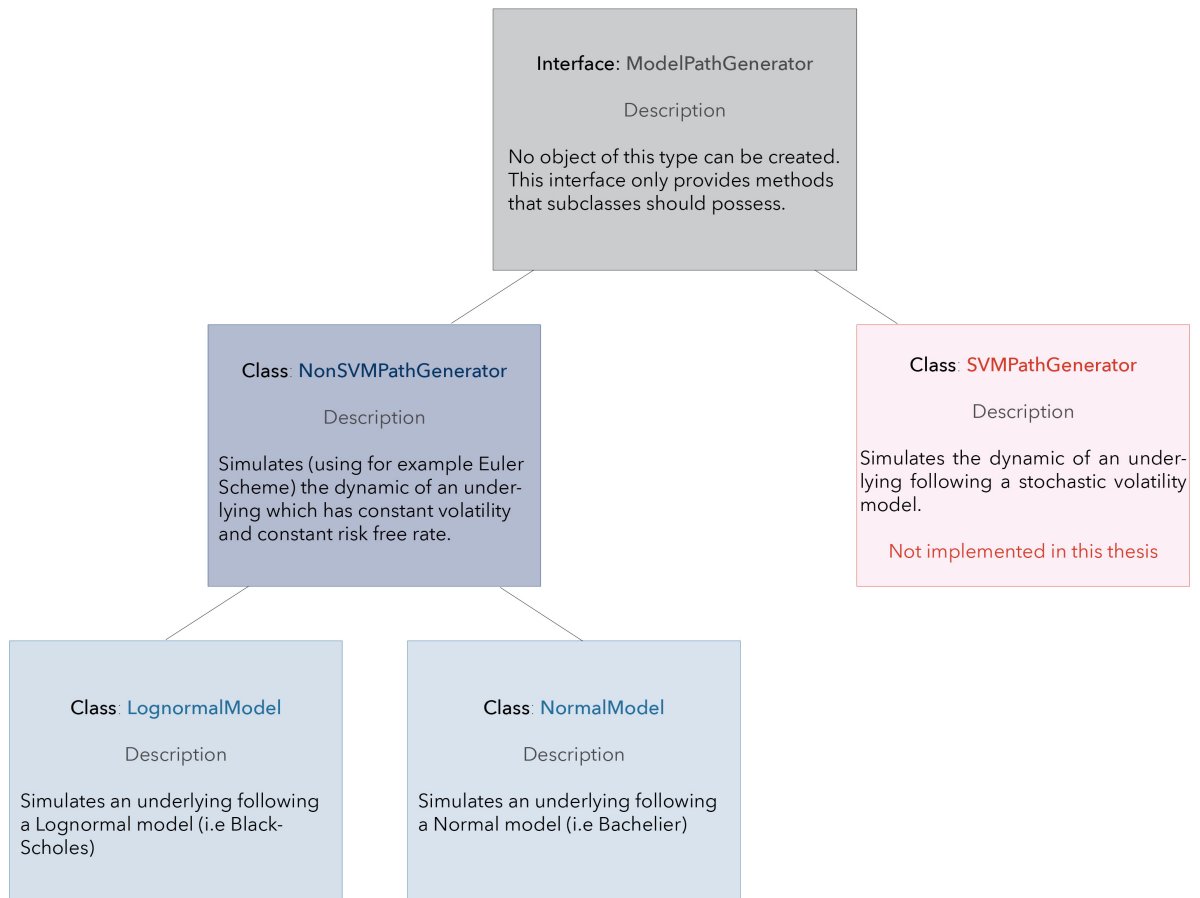 Interface: ModelPathGenerator
Description
No object of this type can be created.
This interface only provides methods
that subclasses should possess.
Class: NonSVMPathGenerator
Description
Simulates (using for example Euler
Scheme) the dynamic of an under-
lying which has constant volatility
and constant risk free rate.
Class: SVMPathGenerator
Description
Simulates the dynamic of an under-
lying following a stochastic volatility
model.
Not implemented in this thesis
Class: LognormalModel
Description
Simulates an underlying following
a Lognormal model (i.e Black-
Scholes)
Class: NormalModel
Description
Simulates an underlying following
a Normal model (i.e Bachelier)